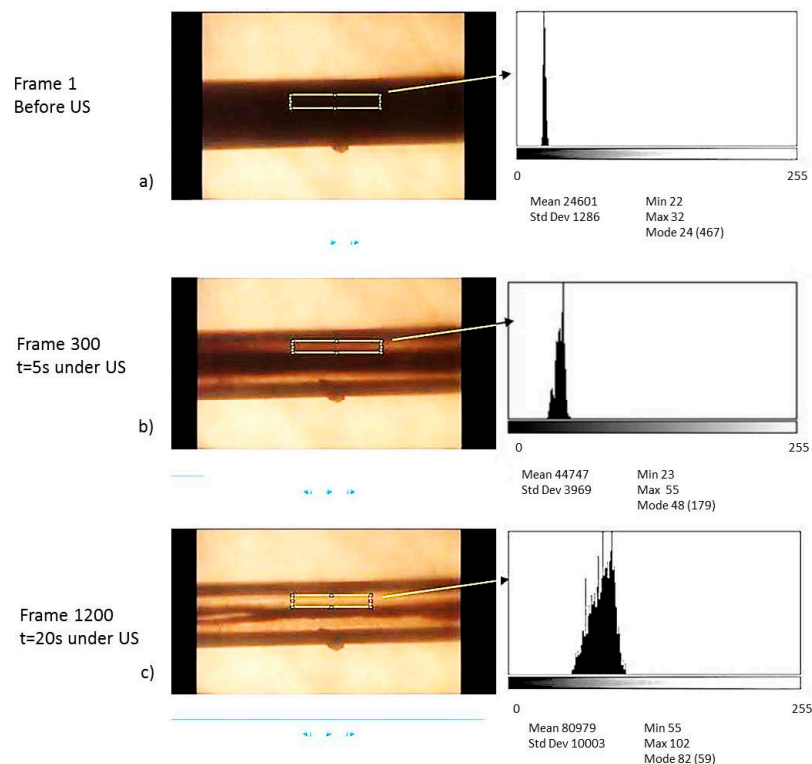 Frame 1
Before US
a)
0 255
Mean 24601 Min 22
Std Dev 1286 Max 32
Mode 24 (467)
Frame 300
t=5s under US
b)
0 255
Mean 44747 Min 23
Std Dev 3969 Max 55
Mode 48 (179)
Frame 1200
t=20s under US
c)
0 255
Mean 80979 Min 55
Std Dev 10003 Max 102
Mode 82 (59)